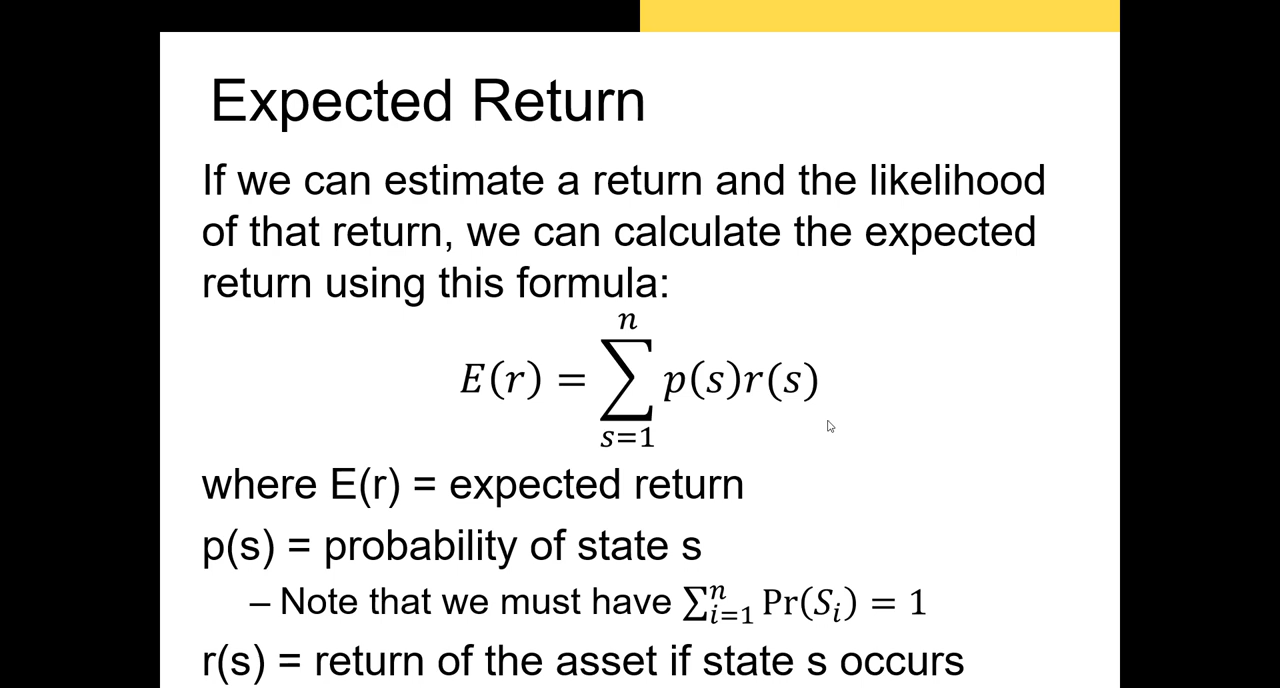 Expected Return
If we can estimate a return and the likelihood
of that return, we can calculate the expected
return using this formula:
E(r) = ∑_{s=1}^{n} p(s)r(s)
where E(r) = expected return
p(s) = probability of state s
– Note that we must have ∑_{i=1}^{n} Pr(S_i) = 1
r(s) = return of the asset if state s occurs